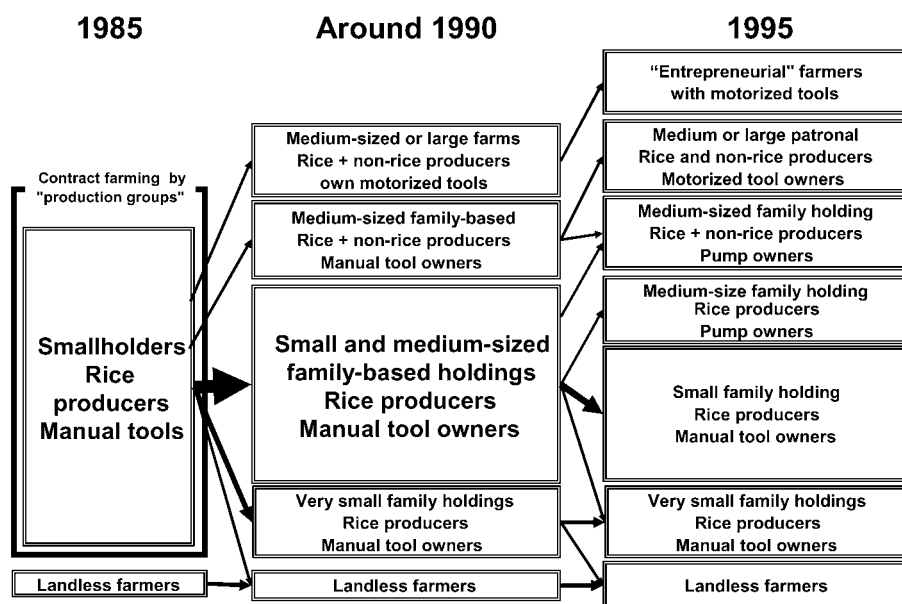 1985
Around 1990
1995
Contract farming by
"production groups"
Smallholders
Rice
producers
Manual tools
Landless farmers
Medium-sized or large farms
Rice + non-rice producers
own motorized tools
Medium-sized family-based
Rice + non-rice producers
Manual tool owners
Small and medium-sized
family-based holdings
Rice producers
Manual tool owners
Very small family holdings
Rice producers
Manual tool owners
Landless farmers
“Entrepreneurial" farmers
with motorized tools
Medium or large patronal
Rice and non-rice producers
Motorized tool owners
Medium-sized family holding
Rice + non-rice producers
Pump owners
Medium-size family holding
Rice producers
Pump owners
Small family holding
Rice producers
Manual tool owners
Very small family holdings
Rice producers
Manual tool owners
Landless farmers